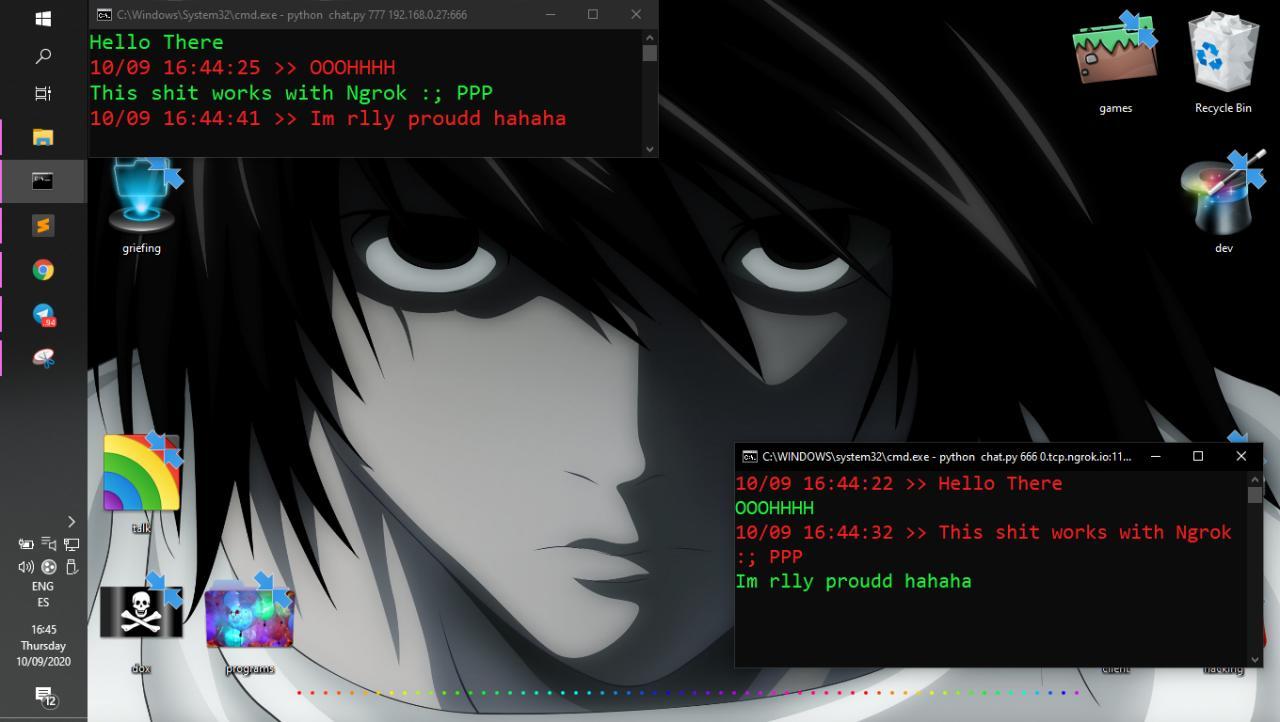 C:\Windows\System32\cmd.exe - python  chat.py 777 192.168.0.27:666
Hello There
10/09 16:44:25 >> OOOHHHH
This shit works with Ngrok :; PPP
10/09 16:44:41 >> Im rlly proudd hahaha
games
Recycle Bin
griefing
dev
.94
C:\WINDOWS\system32\cmd.exe - python  chat.py 666 0.tcp.ngrok.io:11...
10/09 16:44:22 >> Hello There
OOOHHHH
10/09 16:44:32 >> This shit works with Ngrok
:; PPP
Im rlly proudd hahaha
talk
dox
programs
client
hacking
ENG
ES
16:45
Thursday
10/09/2020
12